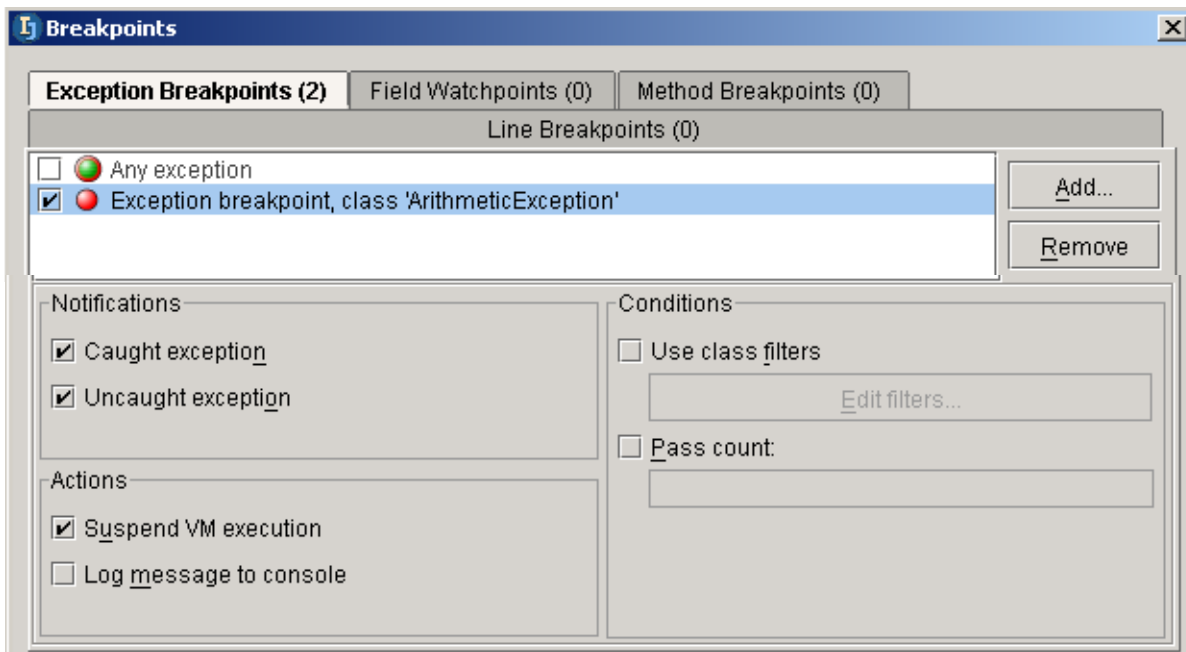 Breakpoints
Exception Breakpoints (2) Field Watchpoints (0) Method Breakpoints (0)
Line Breakpoints (0)
Any exception
Exception breakpoint, class 'ArithmeticException'
Add...
Remove
Notifications
Caught exception
Uncaught exception
Actions
Suspend VM execution
Log message to console
Conditions
Use class filters
Edit filters...
Pass count: